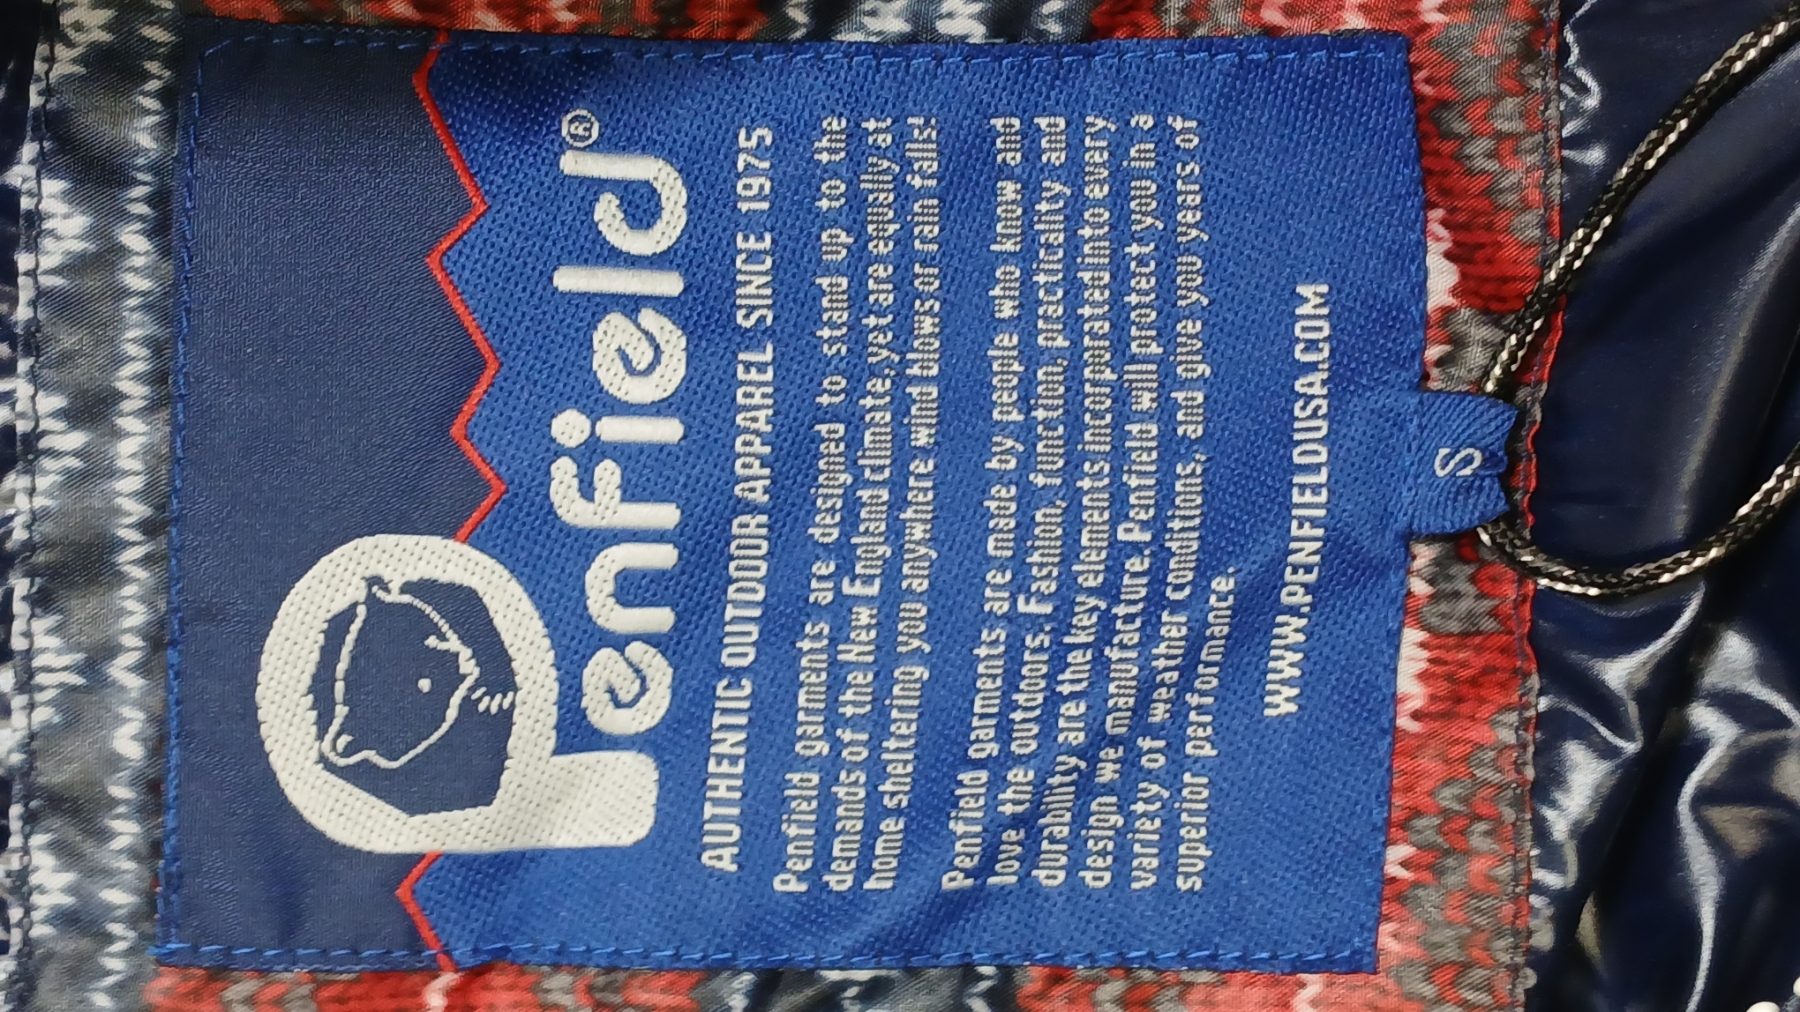 Penfield®
AUTHENTIC OUTDOOR APPAREL SINCE 1975
Penfield garments are designed to stand up to the
demands of the New England climate, yet are equally at
home sheltering you anywhere wind blows or rain falls!
Penfield garments are made by people who know and
love the outdoors. Fashion, function, practicality and
durability are the key elements incorporated into every
design we manufacture. Penfield will protect you in a
variety of weather conditions, and give you years of
superior performance.
WWW.PENFIELDUSA.COM
S